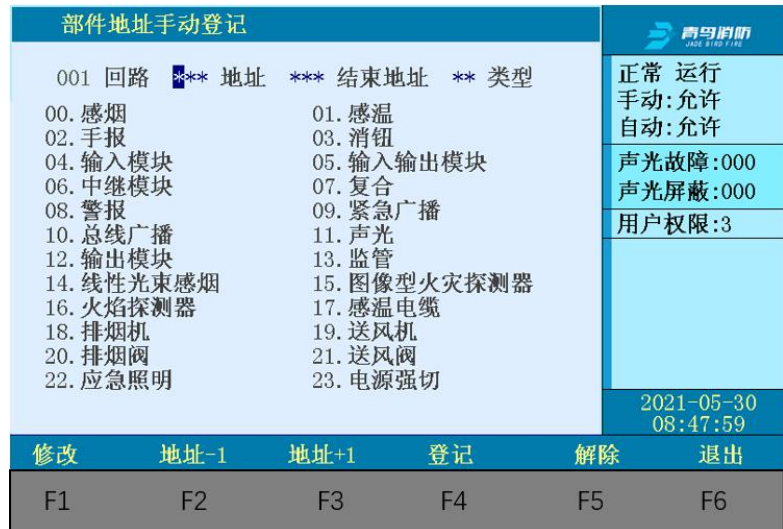 部件地址手动登记
青鸟消防
JADE BIRD FIRE
001 回路 *** 地址 *** 结束地址 ** 类型
00.感烟 01.感温
02.手报 03.消钮
04.输入模块 05.输入输出模块
06.中继模块 07.复合
08.警报 09.紧急广播
10.总线广播 11.声光
12.输出模块 13.监管
14.线性光束感烟 15.图像型火灾探测器
16.火焰探测器 17.感温电缆
18.排烟机 19.送风机
20.排烟阀 21.送风阀
22.应急照明 23.电源强切
正常 运行
手动:允许
自动:允许
声光故障:000
声光屏蔽:000
用户权限:3
2021-05-30
08:47:59
修改 地址-1 地址+1 登记 解除 退出
F1 F2 F3 F4 F5 F6